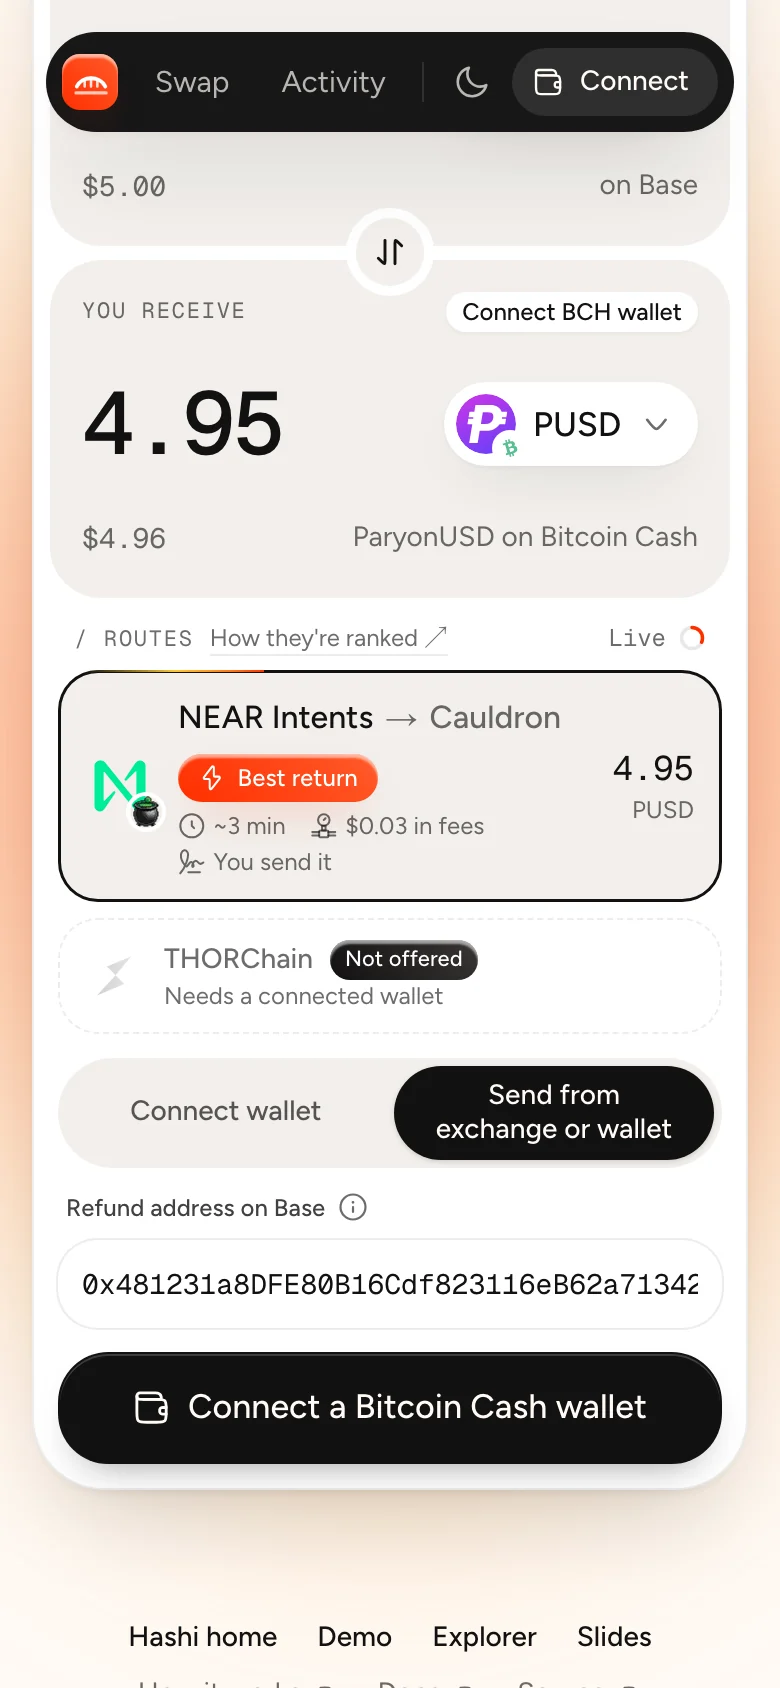 Swap Activity Connect
$5.00 on Base
YOU RECEIVE Connect BCH wallet
4.95 PUSD
$4.96 ParyonUSD on Bitcoin Cash
/ ROUTES How they're ranked ↗ Live
NEAR Intents → Cauldron
Best return
4.95
PUSD
~3 min $0.03 in fees
You send it
THORChain Not offered
Needs a connected wallet
Connect wallet
Send from
exchange or wallet
Refund address on Base
0x481231a8DFE80B16Cdf823116eB62a71342
Connect a Bitcoin Cash wallet
Hashi home Demo Explorer Slides